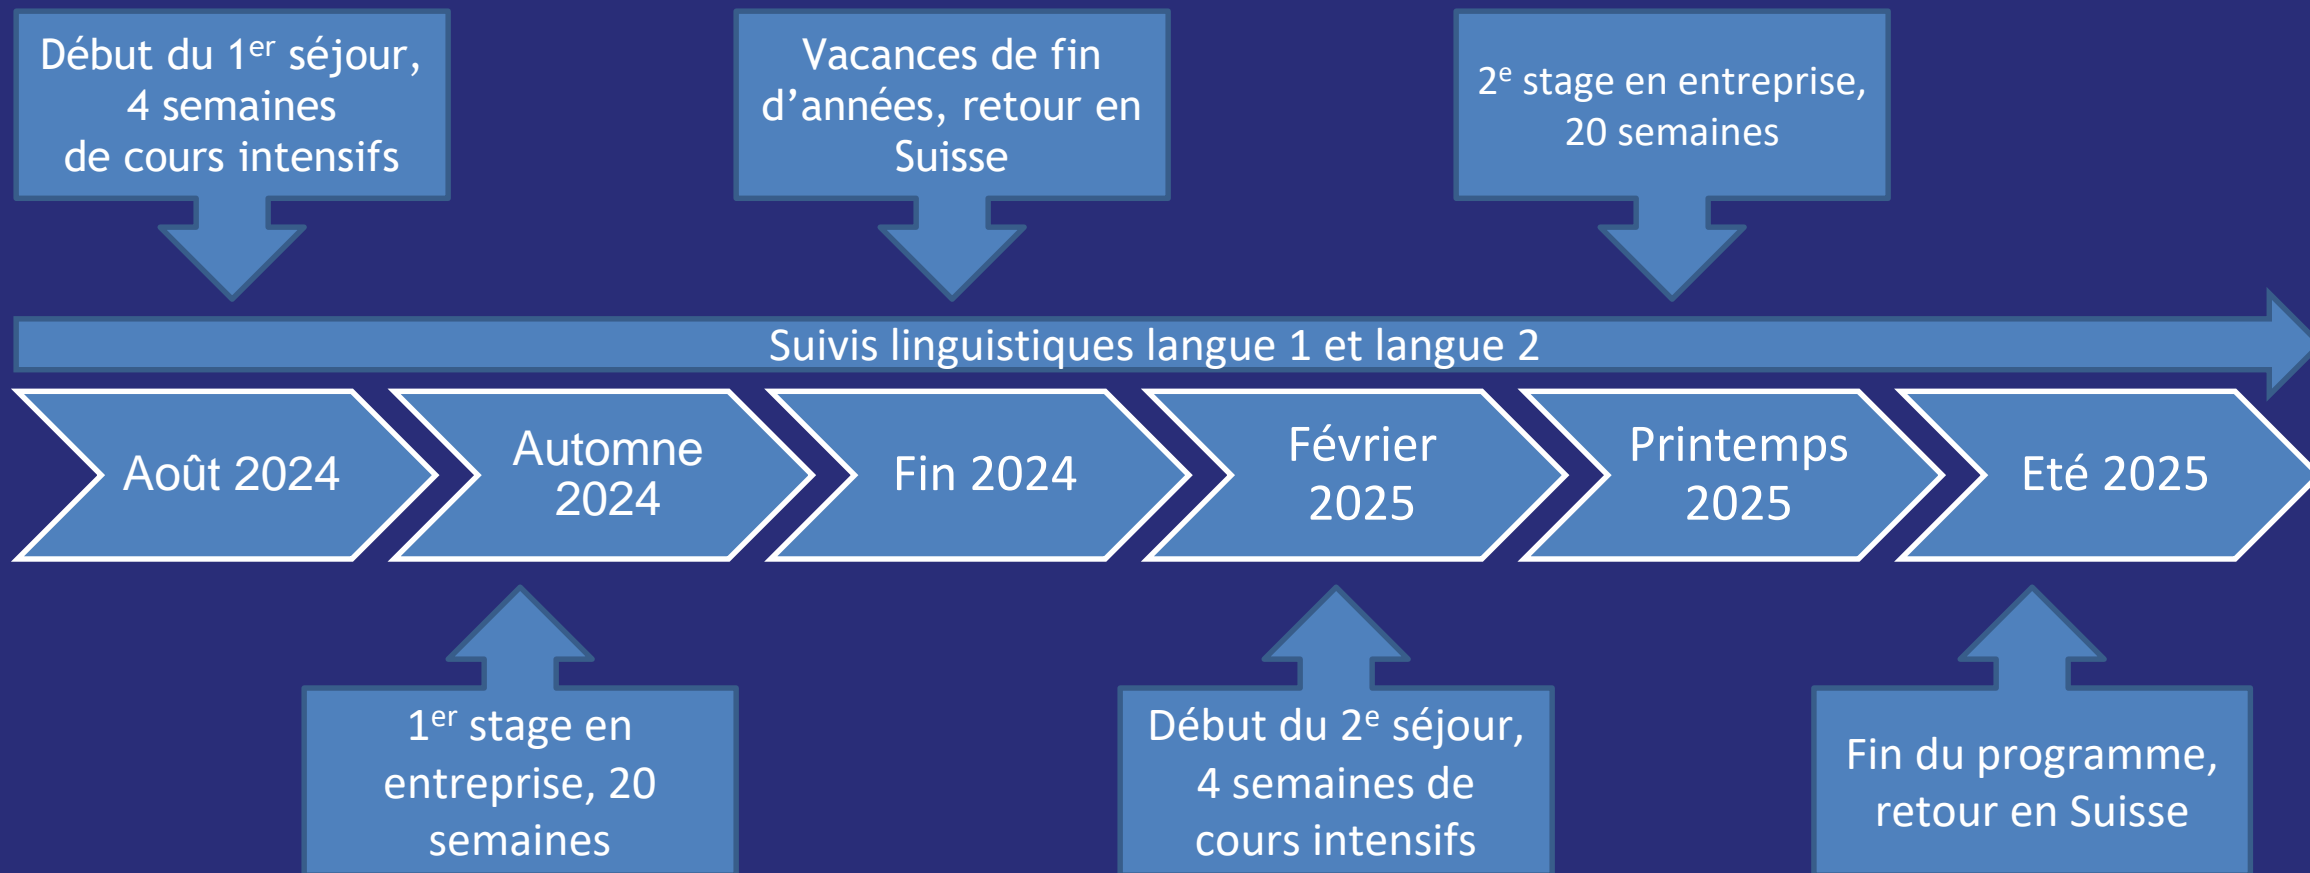 Début du 1er séjour,
4 semaines
de cours intensifs
Vacances de fin
d’années, retour en
Suisse
2e stage en entreprise,
20 semaines
Suivis linguistiques langue 1 et langue 2
Août 2024
Automne
2024
Fin 2024
Février
2025
Printemps
2025
Eté 2025
1er stage en
entreprise, 20
semaines
Début du 2e séjour,
4 semaines de
cours intensifs
Fin du programme,
retour en Suisse